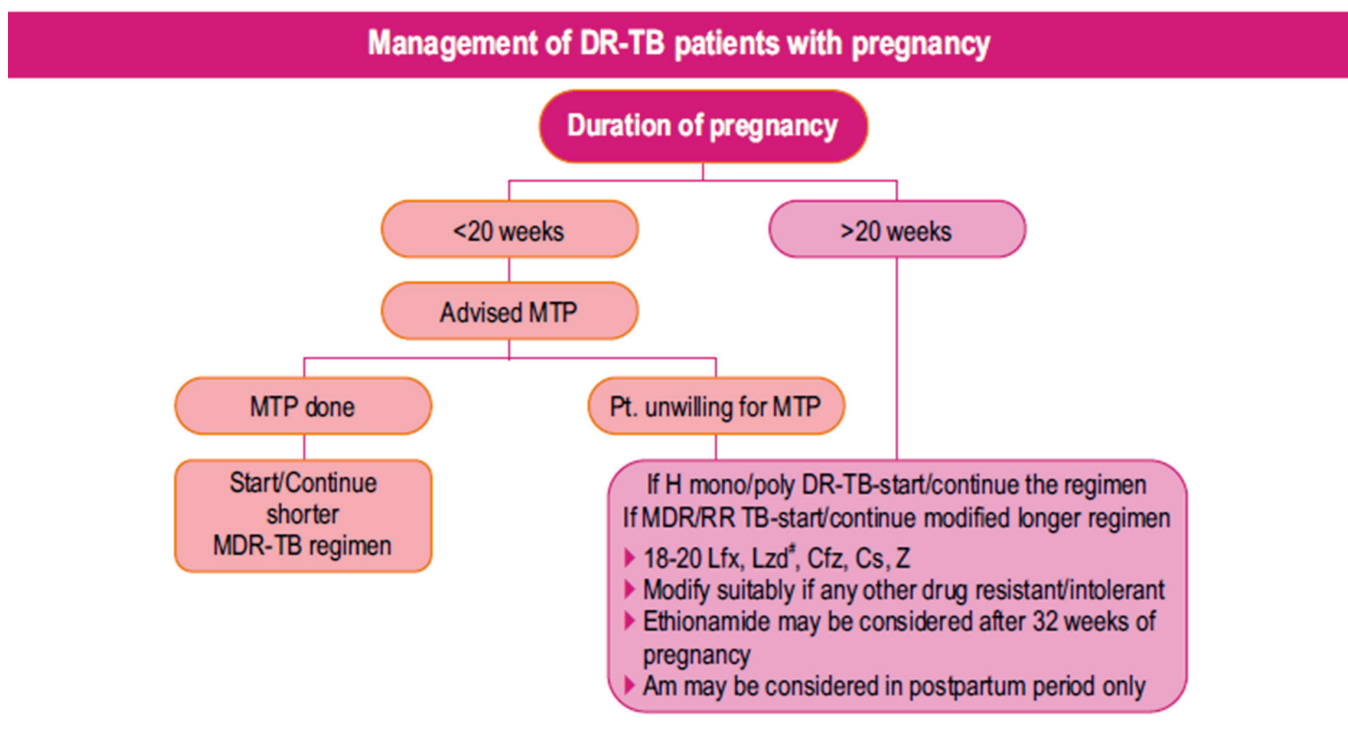 Management of DR-TB patients with pregnancy
Duration of pregnancy
<20 weeks
>20 weeks
Advised MTP
MTP done
Pt. unwilling for MTP
Start/Continue
shorter
MDR-TB regimen
If H mono/poly DR-TB-start/continue the regimen
If MDR/RR TB-start/continue modified longer regimen
18-20 Lfx, Lzd#, Cfz, Cs, Z
Modify suitably if any other drug resistant/intolerant
Ethionamide may be considered after 32 weeks of
pregnancy
Am may be considered in postpartum period only